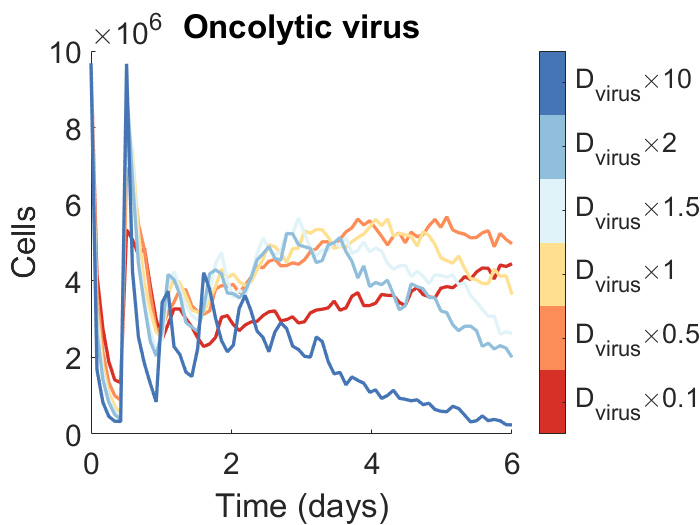 ×10^6
Oncolytic virus
10
8
6
4
2
0
Cells
0 2 4 6
Time (days)
D_virus×10
D_virus×2
D_virus×1.5
D_virus×1
D_virus×0.5
D_virus×0.1